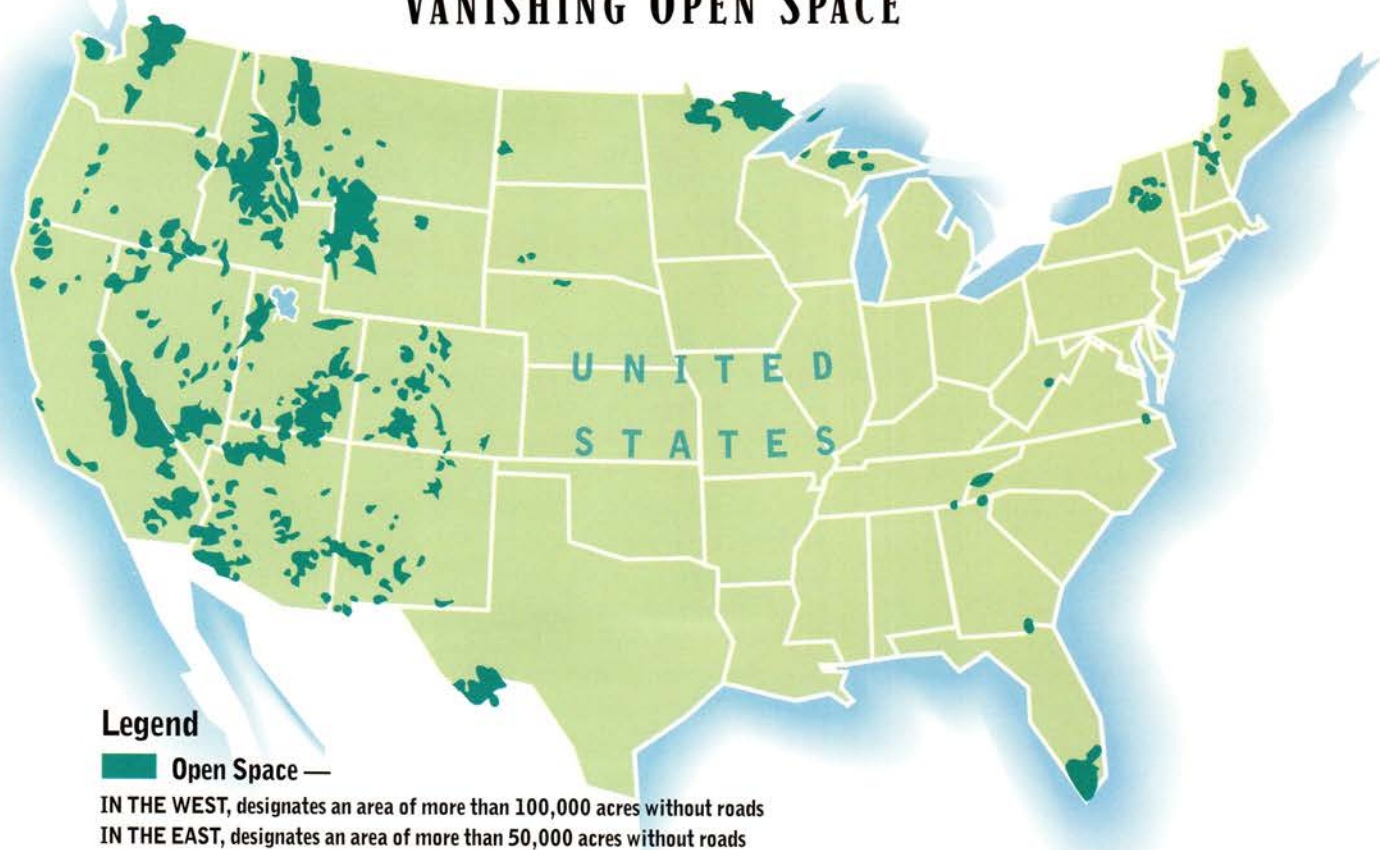 VANISHING OPEN SPACE
UNITED
STATES
Legend
Open Space —
IN THE WEST, designates an area of more than 100,000 acres without roads
IN THE EAST, designates an area of more than 50,000 acres without roads